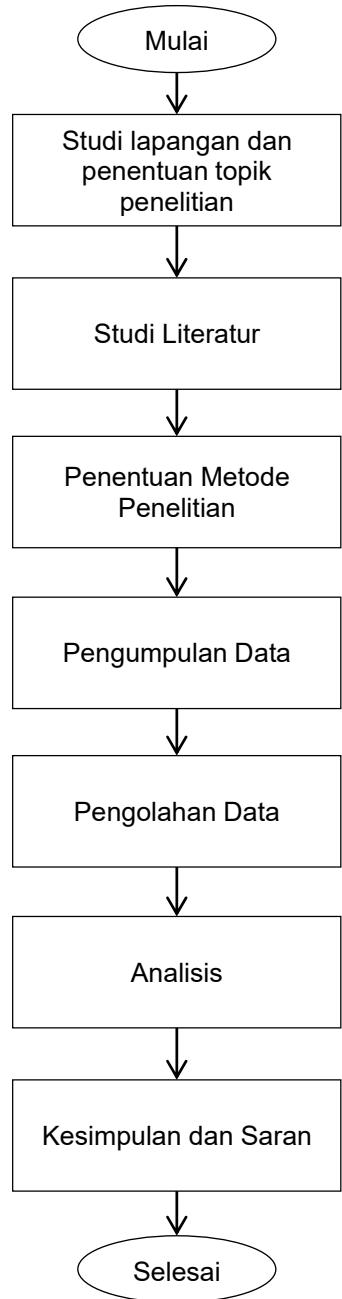 Mulai
Studi lapangan dan
penentuan topik
penelitian
Studi Literatur
Penentuan Metode
Penelitian
Pengumpulan Data
Pengolahan Data
Analisis
Kesimpulan dan Saran
Selesai